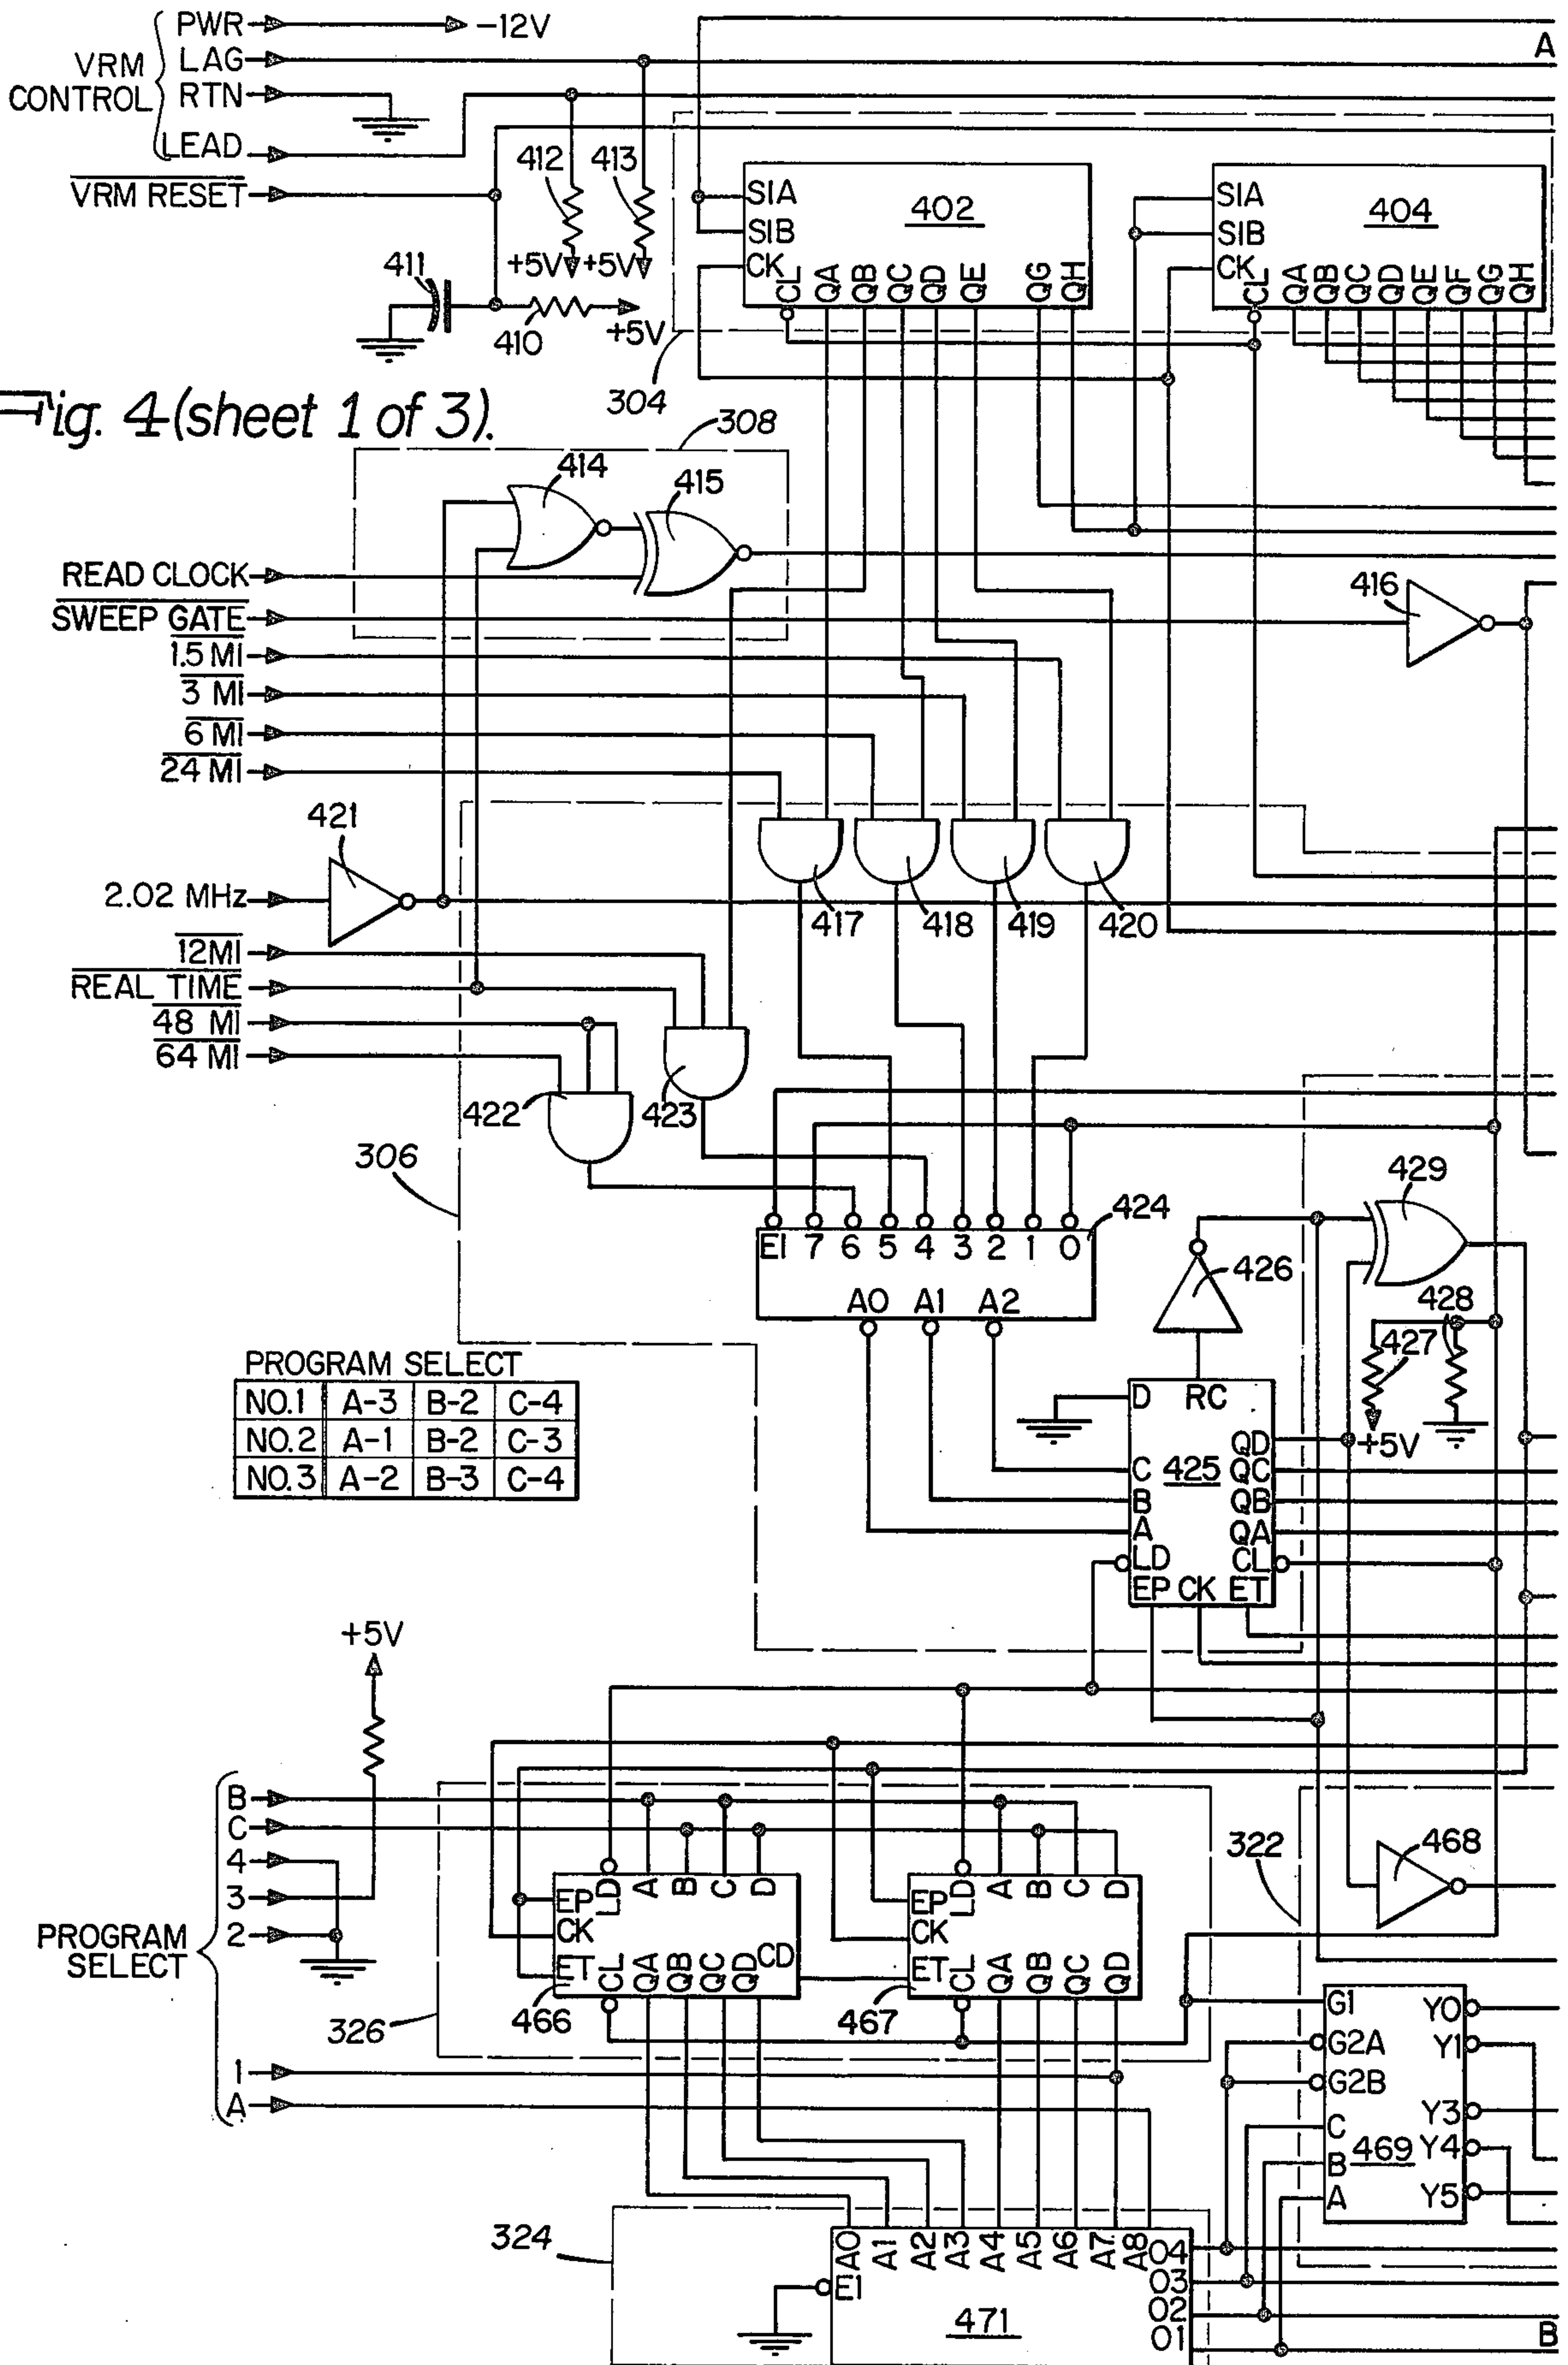 PWR -12V
VRM CONTROL
LAG
A
RTN
LEAD
VRM RESET
412 413
+5V +5V
411
410
+5V
SIA
SIB
CK
402
CL QA QB QC QD QE QG QH
SIA
SIB
CK
404
CL QA QB QC QD QE QF QG QH
304
Fig. 4 (sheet 1 of 3).
308
414
415
READ CLOCK
SWEEP GATE
416
1.5 MI
3 MI
6 MI
24 MI
421
2.02 MHz
417 418 419 420
12MI
REAL TIME
48 MI
64 MI
422
423
306
424
EI 7 6 5 4 3 2 1 0
A0 A1 A2
426
429
428
427
+5V
PROGRAM SELECT
NO.1 A-3 B-2 C-4
NO.2 A-1 B-2 C-3
NO.3 A-2 B-3 C-4
D RC
QD
C 425 QC
B QB
A QA
LD CL
EP CK ET
+5V
B
C
4
3
2
PROGRAM SELECT
1
A
322
468
LD A B C D
EP
CK
ET CL QA QB QC QD CD
466
LD A B C D
EP
CK
ET CL QA QB QC QD
467
326
G1 Y0
G2A Y1
G2B
C Y3
B 469 Y4
A Y5
324
A0 A1 A2 A3 A4 A5 A6 A7 A8
04
EI
03
02
471
01
B